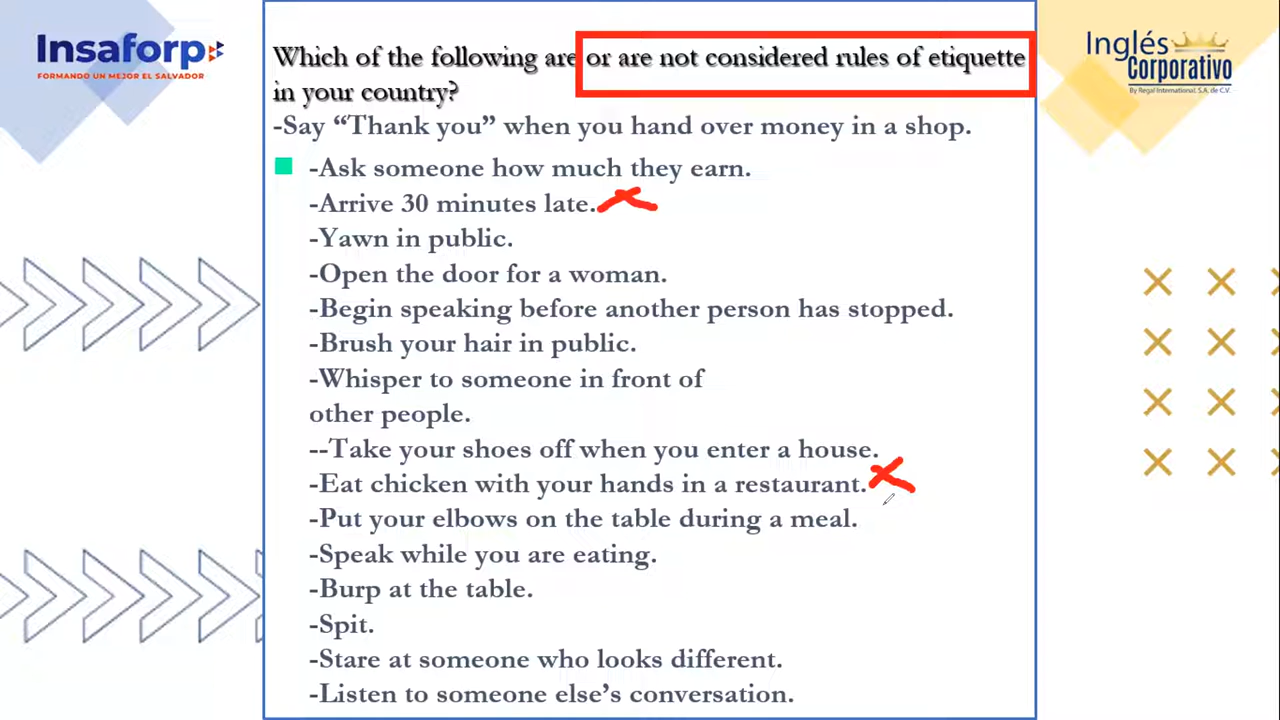 Insaforp
FORMANDO UN MEJOR EL SALVADOR
Inglés
Corporativo
By Regal International, S.A. de C.V.
Which of the following are or are not considered rules of etiquette
in your country?
-Say “Thank you” when you hand over money in a shop.
-Ask someone how much they earn.
-Arrive 30 minutes late.
-Yawn in public.
-Open the door for a woman.
-Begin speaking before another person has stopped.
-Brush your hair in public.
-Whisper to someone in front of
other people.
--Take your shoes off when you enter a house.
-Eat chicken with your hands in a restaurant.
-Put your elbows on the table during a meal.
-Speak while you are eating.
-Burp at the table.
-Spit.
-Stare at someone who looks different.
-Listen to someone else’s conversation.